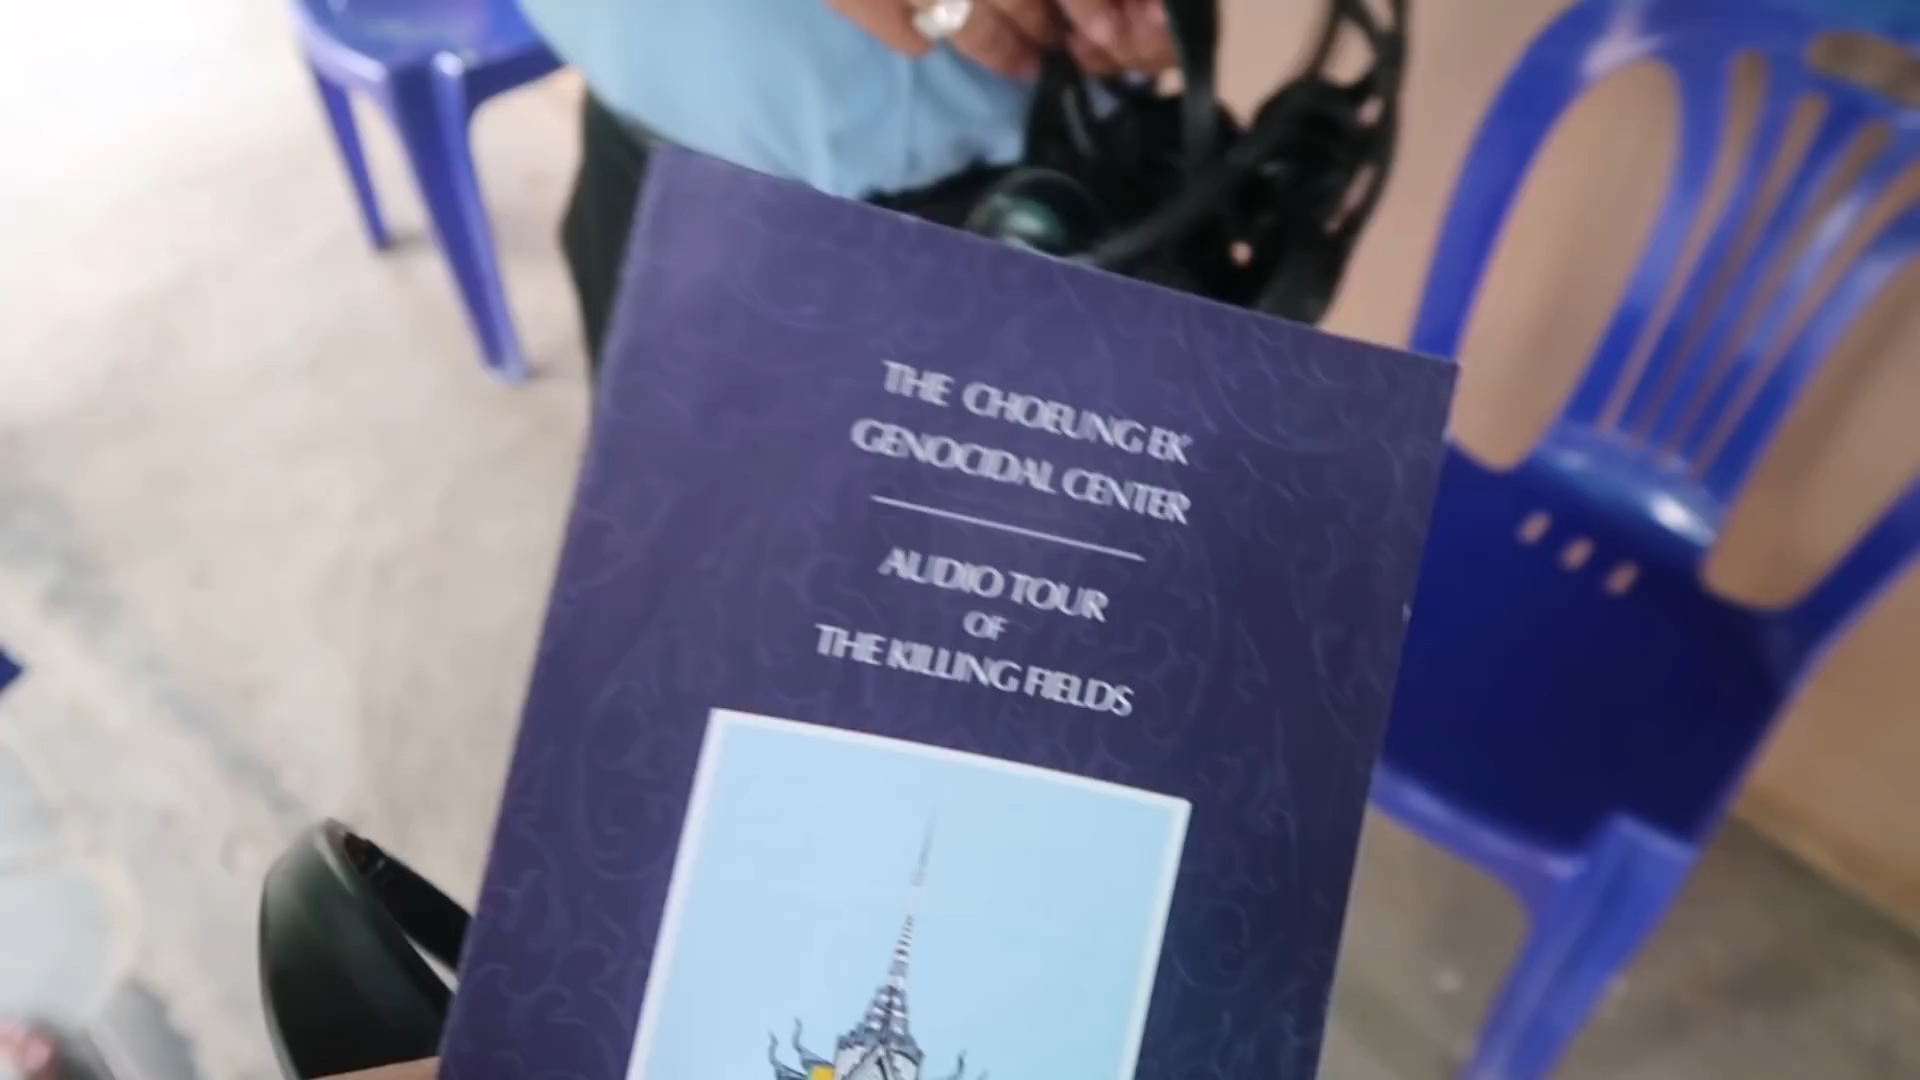 THE CHOEUNG EK
GENOCIDAL CENTER
AUDIO TOUR
OF
THE KILLING FIELDS